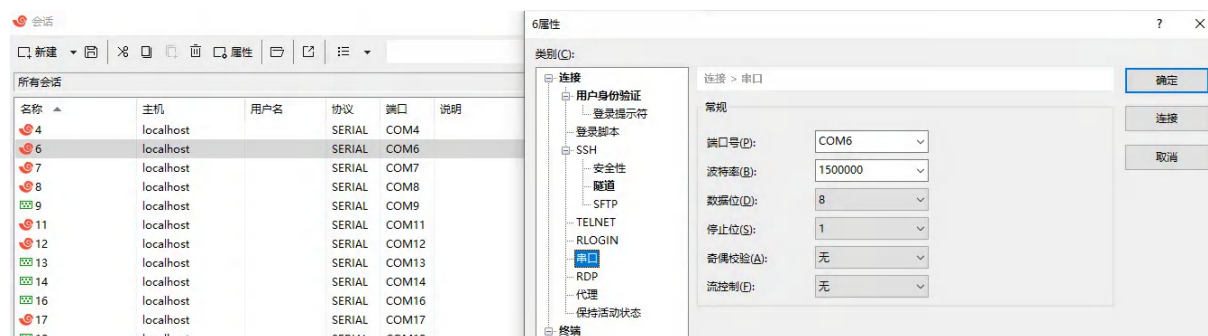 会话
新建
属性
所有会话
名称 主机 用户名 协议 端口 说明
4 localhost SERIAL COM4
6 localhost SERIAL COM6
7 localhost SERIAL COM7
8 localhost SERIAL COM8
9 localhost SERIAL COM9
11 localhost SERIAL COM11
12 localhost SERIAL COM12
13 localhost SERIAL COM13
14 localhost SERIAL COM14
16 localhost SERIAL COM16
17 localhost SERIAL COM17
6属性
?
类别(C):
连接
用户身份验证
登录提示符
登录脚本
SSH
安全性
隧道
SFTP
TELNET
RLOGIN
串口
RDP
代理
保持活动状态
终端
连接 > 串口
常规
端口号(P): COM6
波特率(B): 1500000
数据位(D): 8
停止位(S): 1
奇偶校验(A): 无
流控制(F): 无
确定
连接
取消